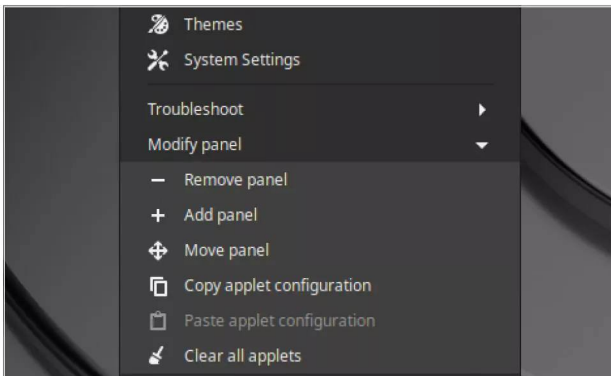 Themes
System Settings
Troubleshoot
Modify panel
Remove panel
Add panel
Move panel
Copy applet configuration
Paste applet configuration
Clear all applets